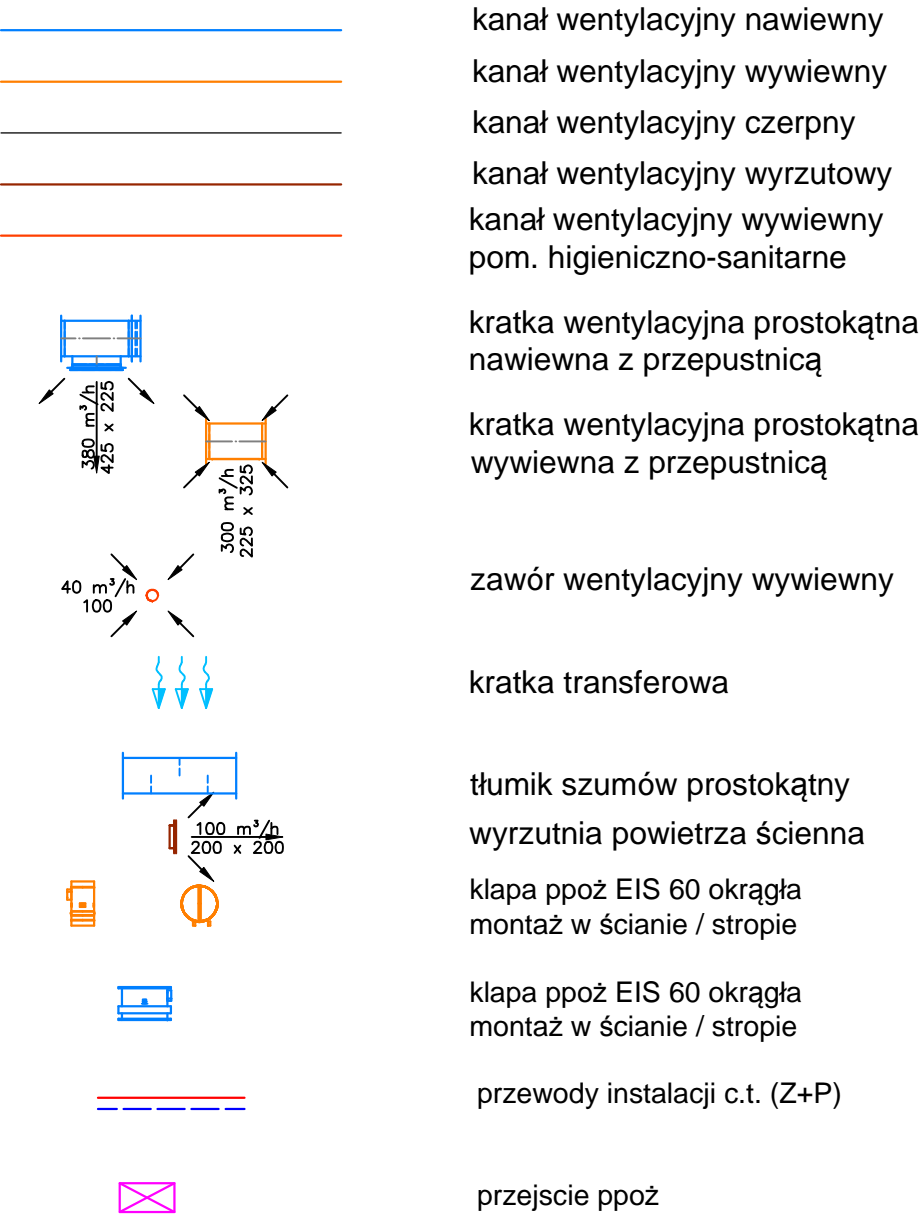 kanał wentylacyjny nawiewny
kanał wentylacyjny wywiewny
kanał wentylacyjny czerpny
kanał wentylacyjny wyrzutowy
kanał wentylacyjny wywiewny
pom. higieniczno-sanitarne
kratka wentylacyjna prostokątna
nawiewna z przepustnicą
380 m³/h
425 x 225
kratka wentylacyjna prostokątna
wywiewna z przepustnicą
300 m³/h
225 x 325
zawór wentylacyjny wywiewny
40 m³/h
100
kratka transferowa
tłumik szumów prostokątny
wyrzutnia powietrza ścienna
100 m³/h
200 x 200
klapa ppoż EIS 60 okrągła
montaż w ścianie / stropie
klapa ppoż EIS 60 okrągła
montaż w ścianie / stropie
przewody instalacji c.t. (Z+P)
przejscie ppoż